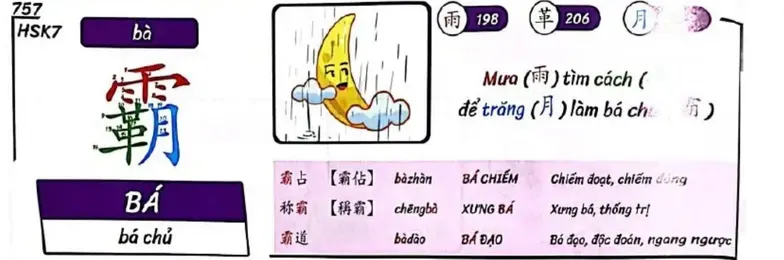 757
HSK7
bà
霸
BÁ
bá chủ
雨 198 革 206 月
Mưa (雨) tìm cách (
để trăng (月) làm bá
霸占 【霸佔】 bàzhàn BÁ CHIẾM Chiếm đoạt, chiếm đóng
称霸 【稱霸】 chēngbà XƯNG BÁ Xưng bá, thống trị
霸道 bàdào BÁ ĐẠO Bá đạo, độc đoán, ngang ngược